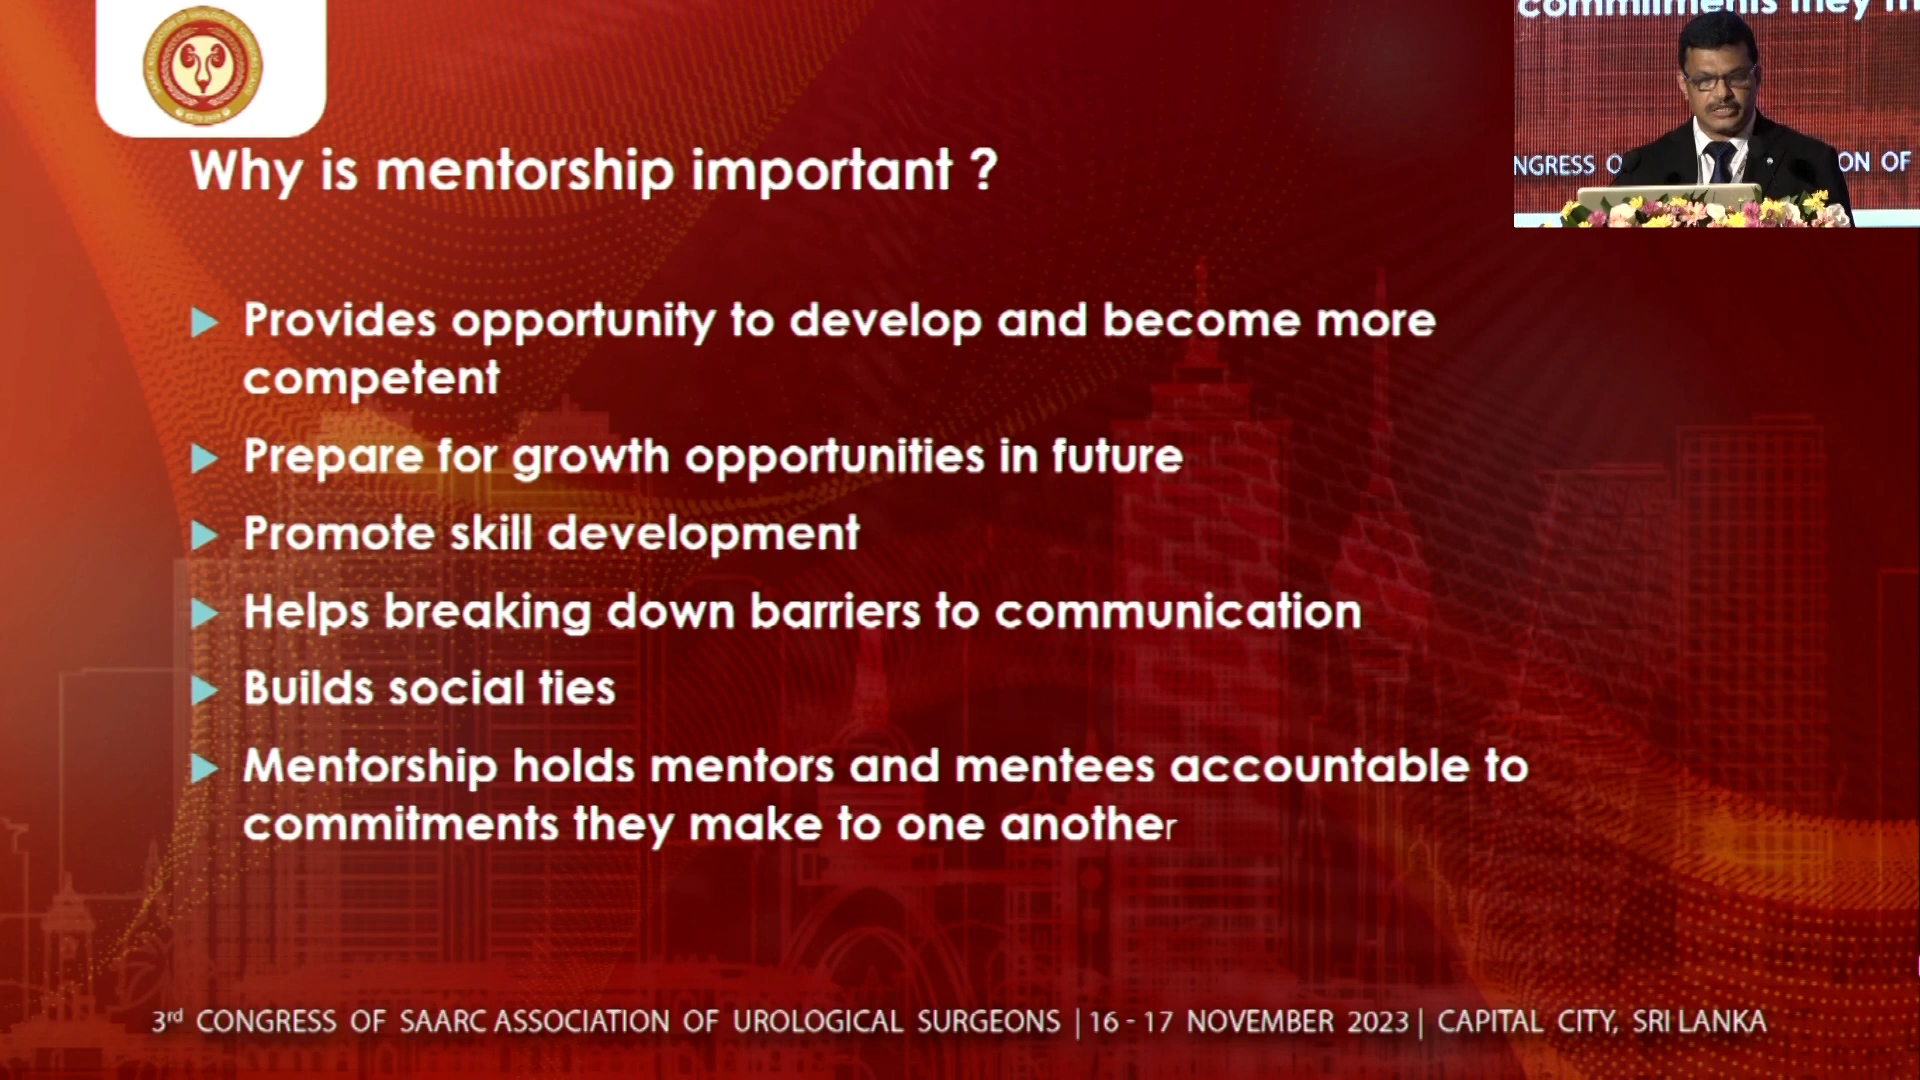 commitments they m
NGRESS O
ON OF
Why is mentorship important ?
Provides opportunity to develop and become more
competent
Prepare for growth opportunities in future
Promote skill development
Helps breaking down barriers to communication
Builds social ties
Mentorship holds mentors and mentees accountable to
commitments they make to one another
3rd CONGRESS OF SAARC ASSOCIATION OF UROLOGICAL SURGEONS | 16 - 17 NOVEMBER 2023 | CAPITAL CITY, SRI LANKA